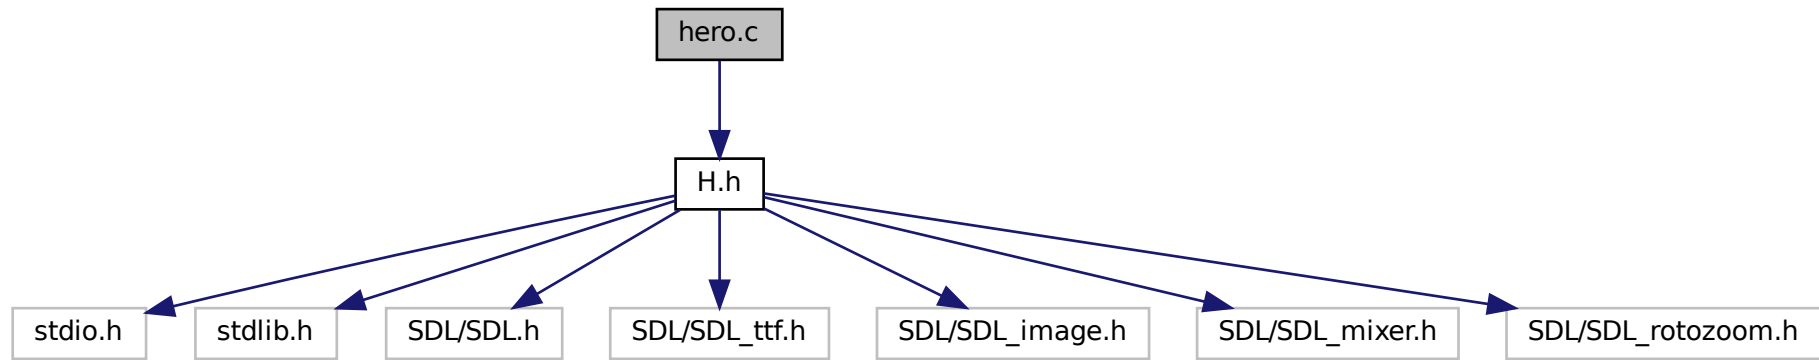 hero.c
H.h
stdio.h
stdlib.h
SDL/SDL.h
SDL/SDL_ttf.h
SDL/SDL_image.h
SDL/SDL_mixer.h
SDL/SDL_rotozoom.h